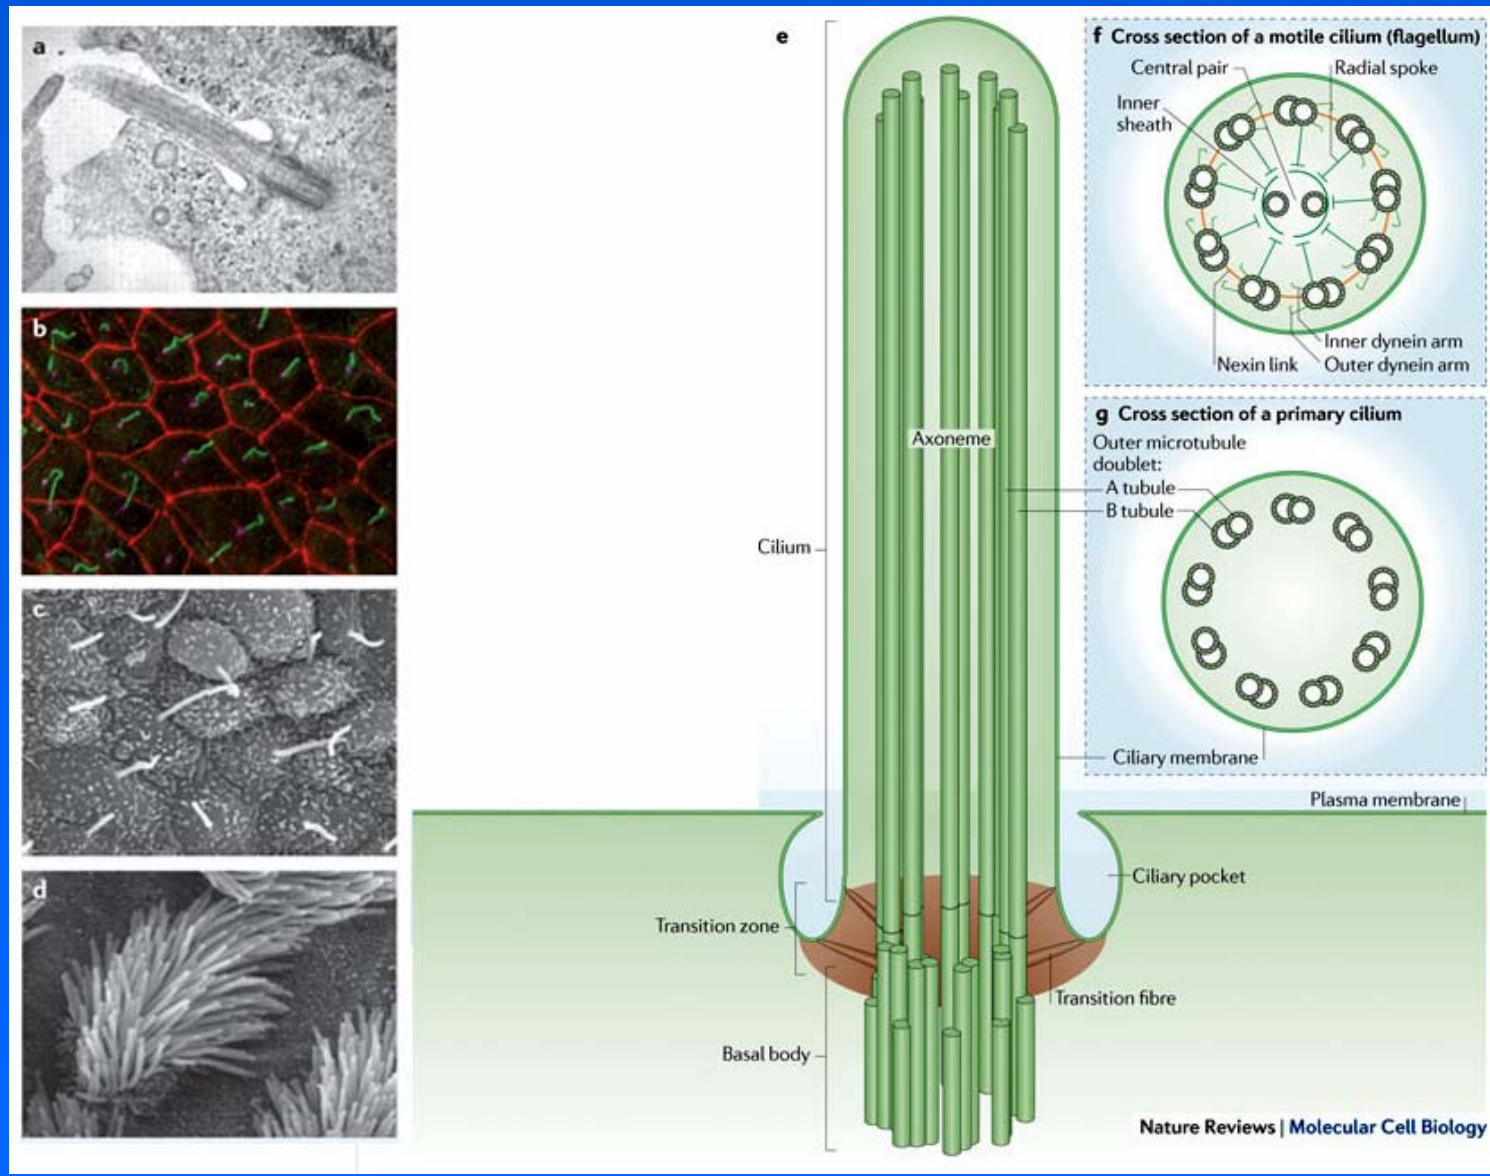 a
b
c
d
e
Axoneme
Cilium
Transition zone
Basal body
Transition fibre
Ciliary pocket
Plasma membrane
f Cross section of a motile cilium (flagellum)
Central pair
Radial spoke
Inner
sheath
Inner dynein arm
Nexin link
Outer dynein arm
g Cross section of a primary cilium
Outer microtubule
doublet:
A tubule
B tubule
Ciliary membrane
Nature Reviews | Molecular Cell Biology